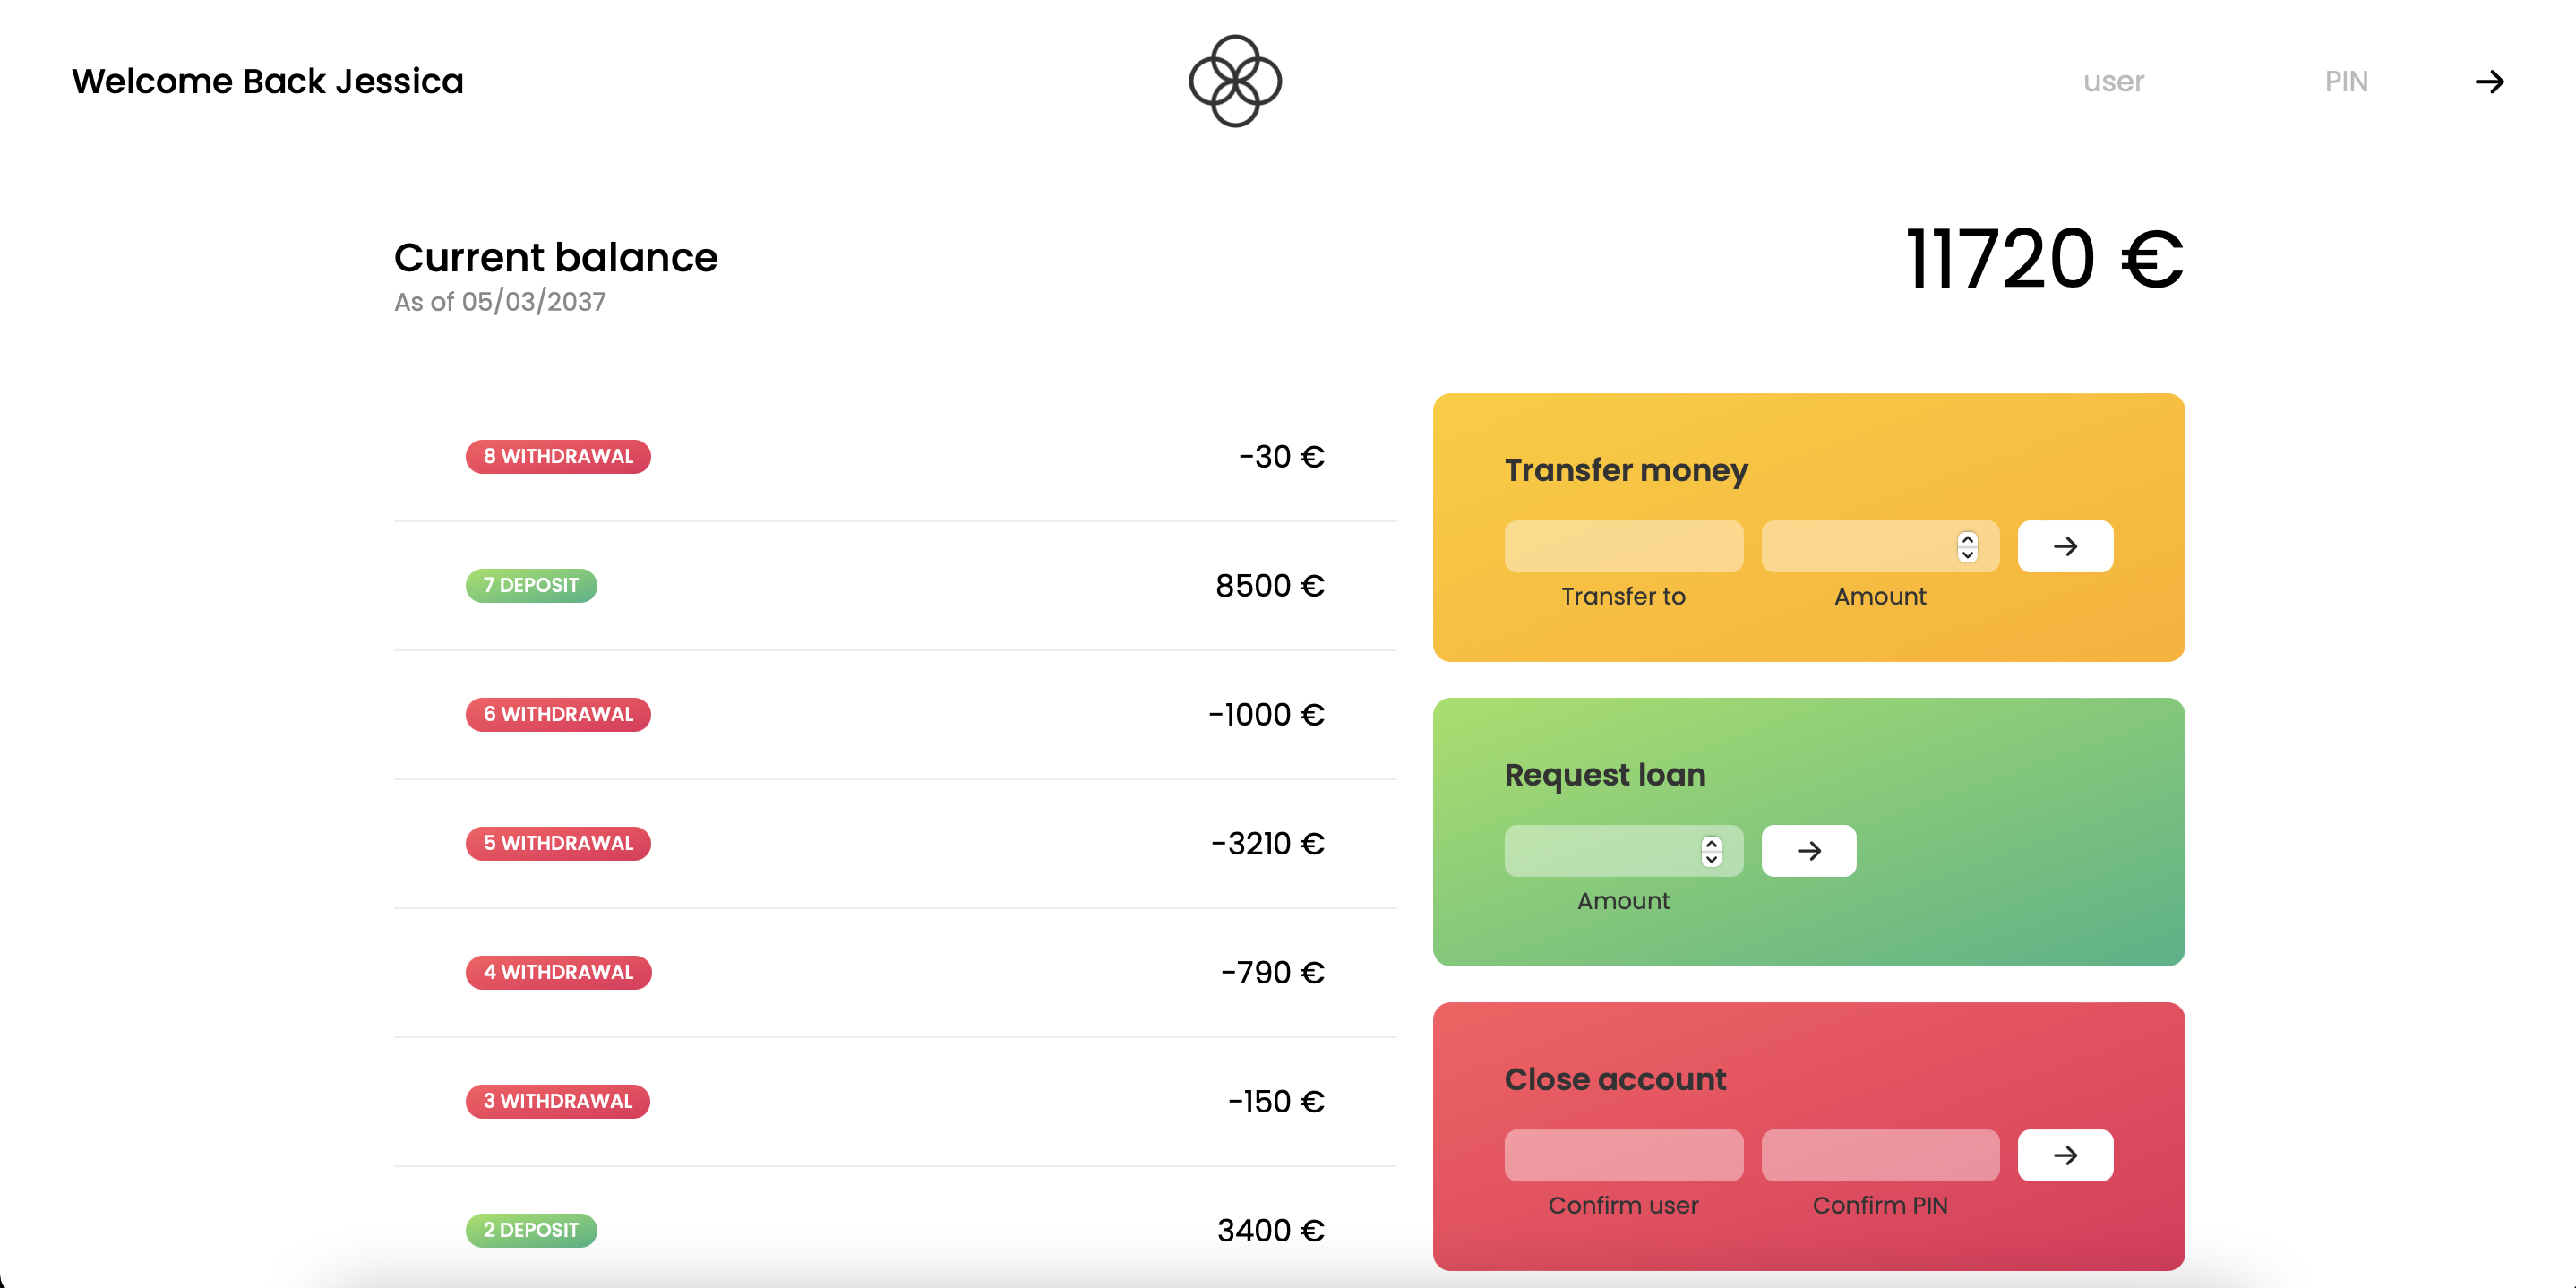 Welcome Back Jessica
user
PIN
Current balance
As of 05/03/2037
11720 €
8 WITHDRAWAL
-30 €
7 DEPOSIT
8500 €
6 WITHDRAWAL
-1000 €
5 WITHDRAWAL
-3210 €
4 WITHDRAWAL
-790 €
3 WITHDRAWAL
-150 €
2 DEPOSIT
3400 €
Transfer money
Transfer to
Amount
Request loan
Amount
Close account
Confirm user
Confirm PIN